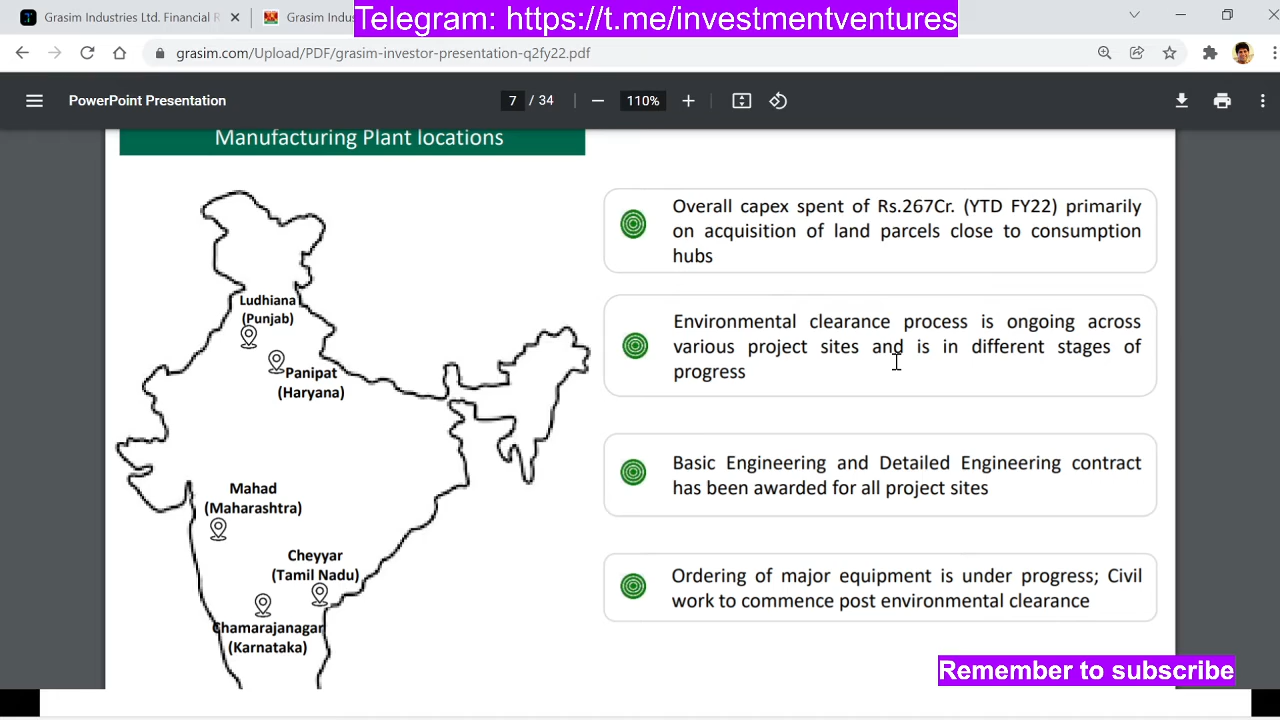 Grasim Industries Ltd. Financial R
Grasim Indus
Telegram: https://t.me/investmentventures
grasim.com/Upload/PDF/grasim-investor-presentation-q2fy22.pdf
PowerPoint Presentation
7 / 34
110%
Manufacturing Plant locations
Ludhiana
(Punjab)
Panipat
(Haryana)
Mahad
(Maharashtra)
Cheyyar
(Tamil Nadu)
Chamarajanagar
(Karnataka)
Overall capex spent of Rs.267Cr. (YTD FY22) primarily
on acquisition of land parcels close to consumption
hubs
Environmental clearance process is ongoing across
various project sites and is in different stages of
progress
Basic Engineering and Detailed Engineering contract
has been awarded for all project sites
Ordering of major equipment is under progress; Civil
work to commence post environmental clearance
Remember to subscribe